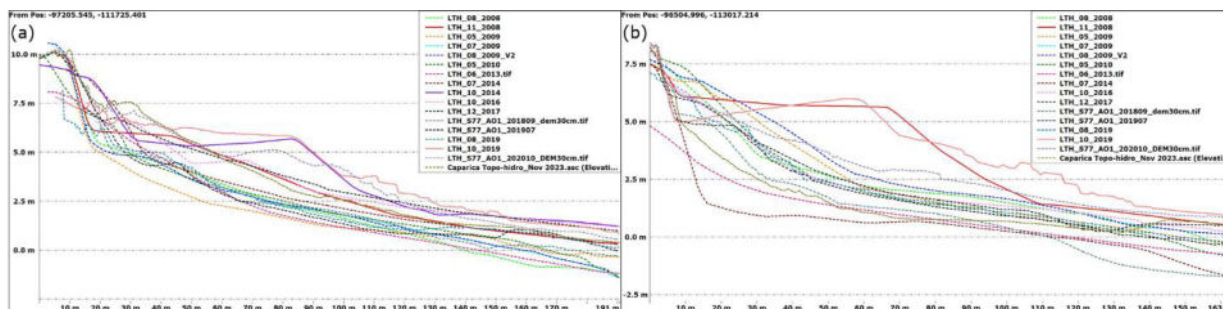 From Pos: -97205.545, -111725.401
(a)
LTH_08_2008
LTH_11_2008
LTH_05_2009
LTH_07_2009
LTH_08_2009_V2
LTH_05_2010
LTH_06_2013.tif
LTH_07_2014
LTH_10_2014
LTH_10_2016
LTH_12_2017
LTH_S77_AO1_201809_dem30cm.tif
LTH_S77_AO1_201907
LTH_08_2019
LTH_10_2019
LTH_S77_AO1_202010_DEM30cm.tif
Caparica Topo-hidro_Nov 2023.asc (Elevati...
10.0 m
7.5 m
5.0 m
2.5 m
0.0 m
10 m 20 m 30 m 40 m 50 m 60 m 70 m 80 m 90 m 100 m 110 m 120 m 130 m 140 m 150 m 160 m 170 m 191 m
From Pos: -96504.996, -113017.214
(b)
LTH_08_2008
LTH_11_2008
LTH_05_2009
LTH_07_2009
LTH_08_2009_V2
LTH_05_2010
LTH_06_2013.tif
LTH_07_2014
LTH_10_2016
LTH_12_2017
LTH_S77_AO1_201809_dem30cm.tif
LTH_S77_AO1_201907
LTH_08_2019
LTH_10_2019
LTH_S77_AO1_202010_DEM30cm.tif
Caparica Topo-hidro_Nov 2023.asc (Elevati...
7.5 m
5.0 m
2.5 m
0.0 m
-2.5 m
10 m 20 m 30 m 40 m 50 m 60 m 70 m 80 m 90 m 100 m 110 m 120 m 130 m 140 m